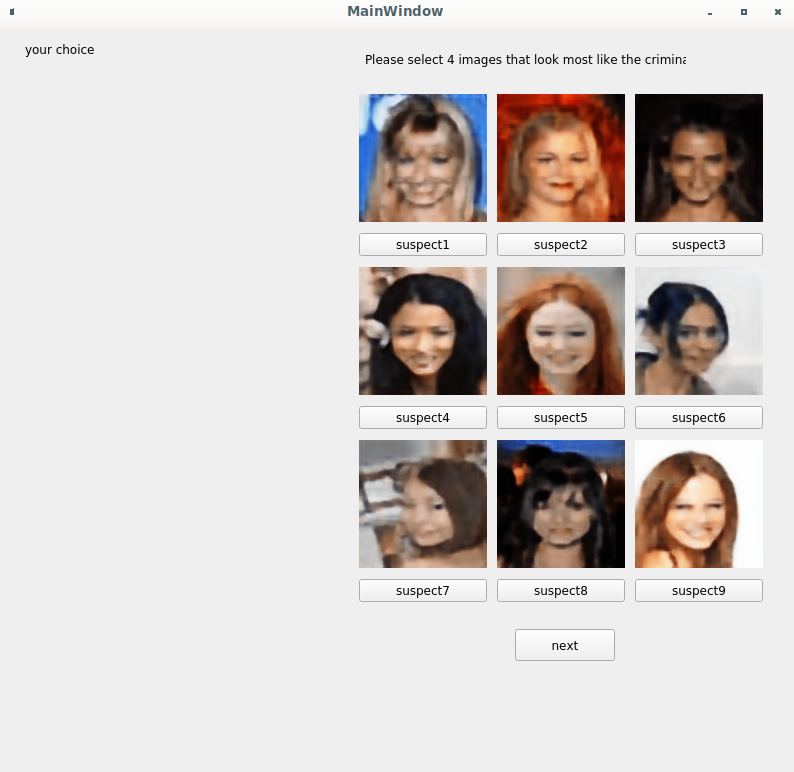 MainWindow
your choice
Please select 4 images that look most like the crimina
suspect1
suspect2
suspect3
suspect4
suspect5
suspect6
suspect7
suspect8
suspect9
next